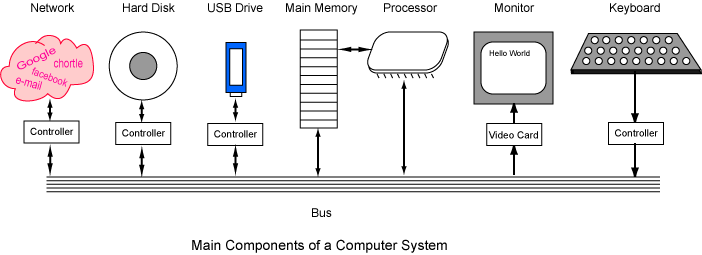 Network
Hard Disk
USB Drive
Main Memory
Processor
Monitor
Keyboard
Google
chortle
facebook
e-mail
Hello World
Controller
Controller
Controller
Video Card
Controller
Bus
Main Components of a Computer System